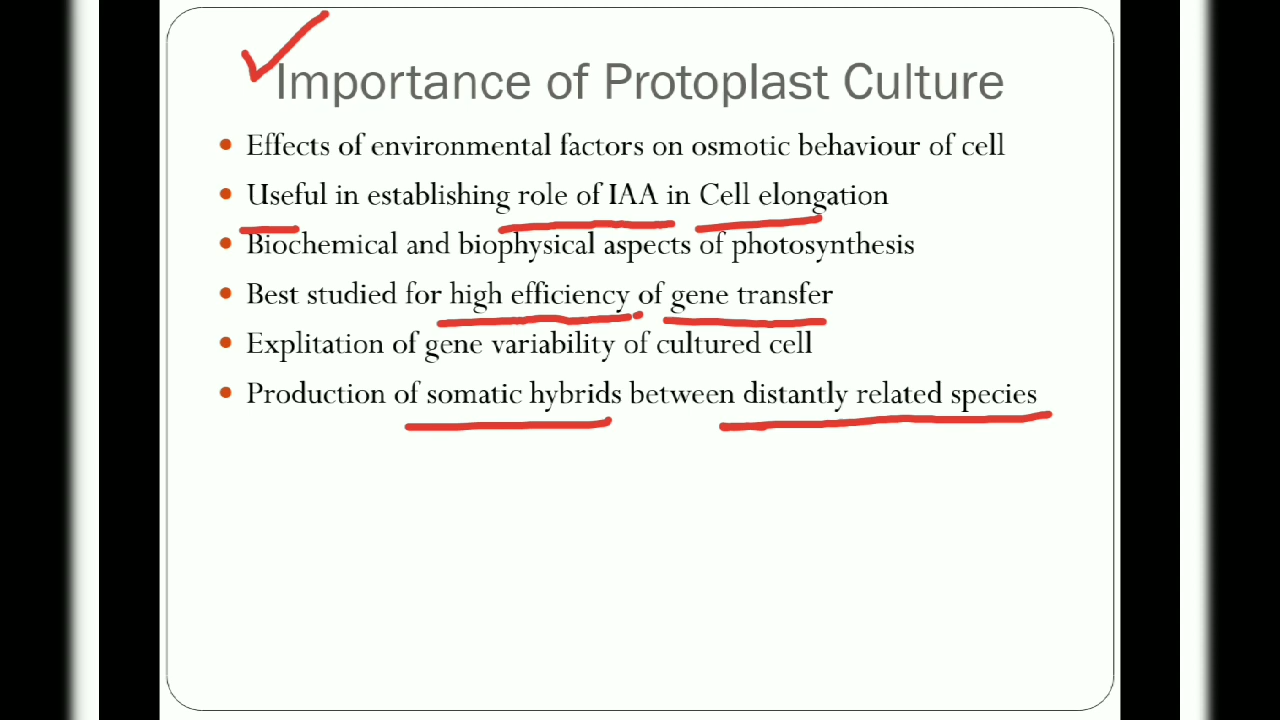 Importance of Protoplast Culture
Effects of environmental factors on osmotic behaviour of cell
Useful in establishing role of IAA in Cell elongation
Biochemical and biophysical aspects of photosynthesis
Best studied for high efficiency of gene transfer
Explitation of gene variability of cultured cell
Production of somatic hybrids between distantly related species